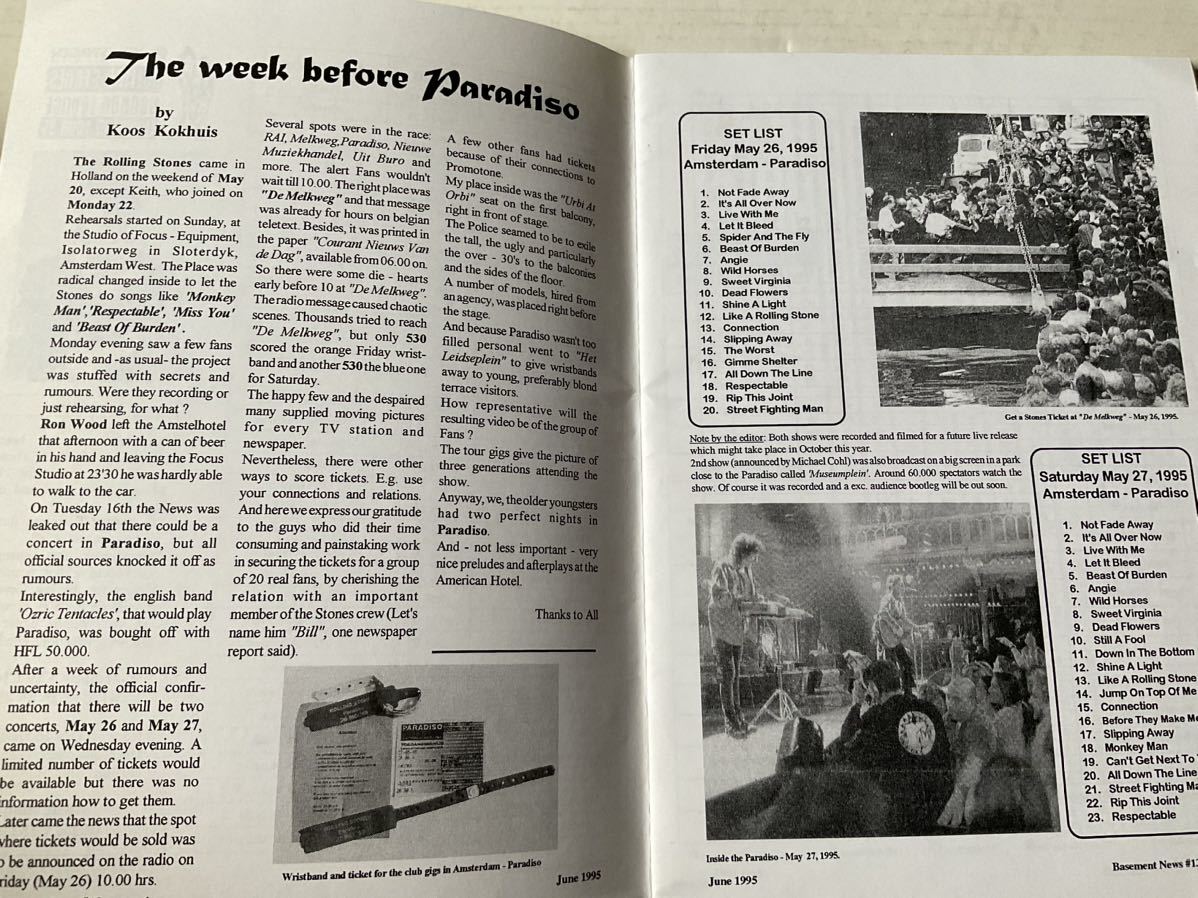 The week before Paradiso
by
Koos Kokhuis
The Rolling Stones came in
Holland on the weekend of May
20, except Keith, who joined on
Monday 22.
Rehearsals started on Sunday, at
the Studio of Focus - Equipment,
Isolatorweg in Sloterdyk,
Amsterdam West. The Place was
radical changed inside to let the
Stones do songs like 'Monkey
Man','Respectable', 'Miss You'
and 'Beast Of Burden'.
Monday evening saw a few fans
outside and -as usual- the project
was stuffed with secrets and
rumours. Were they recording or
just rehearsing, for what ?
Ron Wood left the Amstelhotel
that afternoon with a can of beer
in his hand and leaving the Focus
Studio at 23'30 he was hardly able
to walk to the car.
On Tuesday 16th the News was
leaked out that there could be a
concert in Paradiso, but all
official sources knocked it off as
rumours.
Interestingly, the english band
'Ozric Tentacles', that would play
Paradiso, was bought off with
HFL 50.000.
After a week of rumours and
uncertainty, the official confir-
mation that there will be two
concerts, May 26 and May 27,
came on Wednesday evening. A
limited number of tickets would
be available but there was no
information how to get them.
Later came the news that the spot
where tickets would be sold was
to be announced on the radio on
Friday (May 26) 10.00 hrs.
Several spots were in the race:
RAI, Melkweg,Paradiso, Nieuwe
Muziekhandel, Uit Buro and
more. The alert Fans wouldn't
wait till 10.00. The right place was
"De Melkweg" and that message
was already for hours on belgian
teletext. Besides, it was printed in
the paper "Courant Nieuws Van
de Dag", available from 06.00 on.
So there were some die - hearts
early before 10 at "De Melkweg".
The radio message caused chaotic
scenes. Thousands tried to reach
"De Melkweg", but only 530
scored the orange Friday wrist-
band and another 530 the blue one
for Saturday.
The happy few and the despaired
many supplied moving pictures
for every TV station and
newspaper.
Nevertheless, there were other
ways to score tickets. E.g. use
your connections and relations.
And here we express our gratitude
to the guys who did their time
consuming and painstaking work
in securing the tickets for a group
of 20 real fans, by cherishing the
relation with an important
member of the Stones crew (Let's
name him "Bill", one newspaper
report said).
A few other fans had tickets
because of their connections to
Promotone.
My place inside was the "Urbi At
Orbi" seat on the first balcony,
right in front of stage.
The Police seamed to be to exile
the tall, the ugly and particularly
the over - 30's to the balconies
and the sides of the floor.
A number of models, hired from
an agency, was placed right before
the stage.
And because Paradiso wasn't too
filled personal went to "Het
Leidseplein" to give wristbands
away to young, preferably blond
terrace visitors.
How representative will the
resulting video be of the group of
Fans ?
The tour gigs give the picture of
three generations attending the
show.
Anyway, we, the older youngsters
had two perfect nights in
Paradiso.
And - not less important - very
nice preludes and afterplays at the
American Hotel.
Thanks to All
PARADISO
Wristband and ticket for the club gigs in Amsterdam - Paradiso
June 1995
SET LIST
Friday May 26, 1995
Amsterdam - Paradiso
1. Not Fade Away
2. It's All Over Now
3. Live With Me
4. Let It Bleed
5. Spider And The Fly
6. Beast Of Burden
7. Angie
8. Wild Horses
9. Sweet Virginia
10. Dead Flowers
11. Shine A Light
12. Like A Rolling Stone
13. Connection
14. Slipping Away
15. The Worst
16. Gimme Shelter
17. All Down The Line
18. Respectable
19. Rip This Joint
20. Street Fighting Man
Get a Stones Ticket at "De Melkweg" - May 26, 1995.
Note by the editor: Both shows were recorded and filmed for a future live release
which might take place in October this year.
2nd show (announced by Michael Cohl) was also broadcast on a big screen in a park
close to the Paradiso called 'Museumplein'. Around 60.000 spectators watch the
show. Of course it was recorded and a exc. audience bootleg will be out soon.
SET LIST
Saturday May 27, 1995
Amsterdam - Paradiso
1. Not Fade Away
2. It's All Over Now
3. Live With Me
4. Let It Bleed
5. Beast Of Burden
6. Angie
7. Wild Horses
8. Sweet Virginia
9. Dead Flowers
10. Still A Fool
11. Down In The Bottom
12. Shine A Light
13. Like A Rolling Stone
14. Jump On Top Of Me
15. Connection
16. Before They Make Me
17. Slipping Away
18. Monkey Man
19. Can't Get Next To
20. All Down The Line
21. Street Fighting Ma
22. Rip This Joint
23. Respectable
Inside the Paradiso - May 27, 1995.
June 1995
Basement News #12